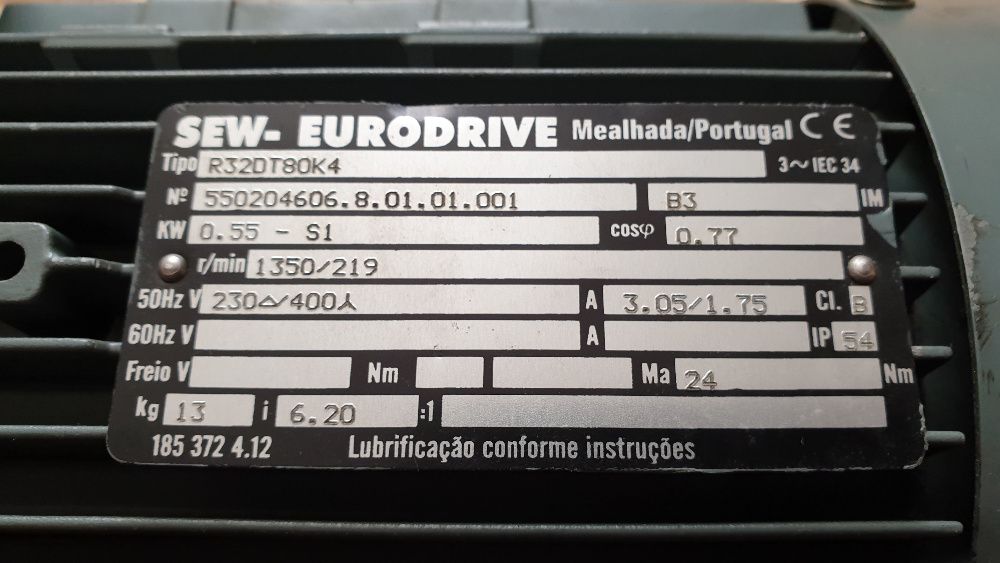 SEW- EURODRIVE Mealhada/Portugal CE
Tipo R32DT80K4 3~ IEC 34
Nº 550204606.8.01.01.001 B3 IM
KW 0.55 - S1 cosφ 0.77
r/min 1350/219
50Hz V 230△/400⅄ A 3.05/1.75 Cl. B
60Hz V A IP 54
Freio V Nm Ma 24 Nm
kg 13 i 6.20 :1
185 372 4.12 Lubrificação conforme instruções